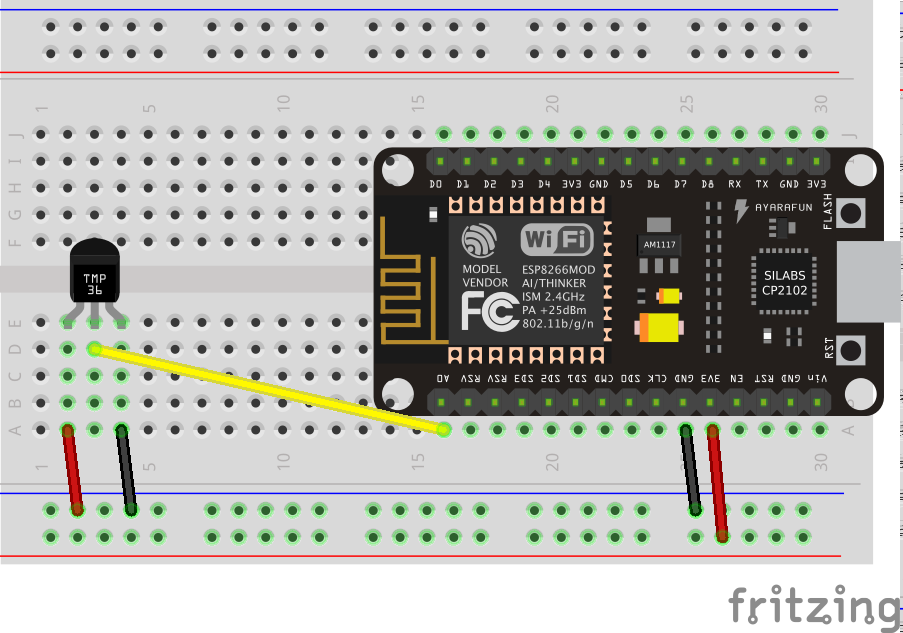 1 5 10 15 20 25 30
J J
I
H
G
F
E
D
C
B
A A
TMP
36
D0 D1 D2 D3 D4 3V3 GND D5 D6 D7 D8 RX TX GND 3V3
AYARAFUN
FLASH
WiFi
MODEL
VENDOR
ESP8266MOD
AI/THINKER
ISM 2.4GHz
PA +25dBm
802.11b/g/n
FC
AM1117
SILABS
CP2102
RST
A0 RSV RSV SD3 SD2 SD1 CMD SD0 CLK GND 3V3 EN RST GND Vin
1 5 10 15 20 25 30
fritzing